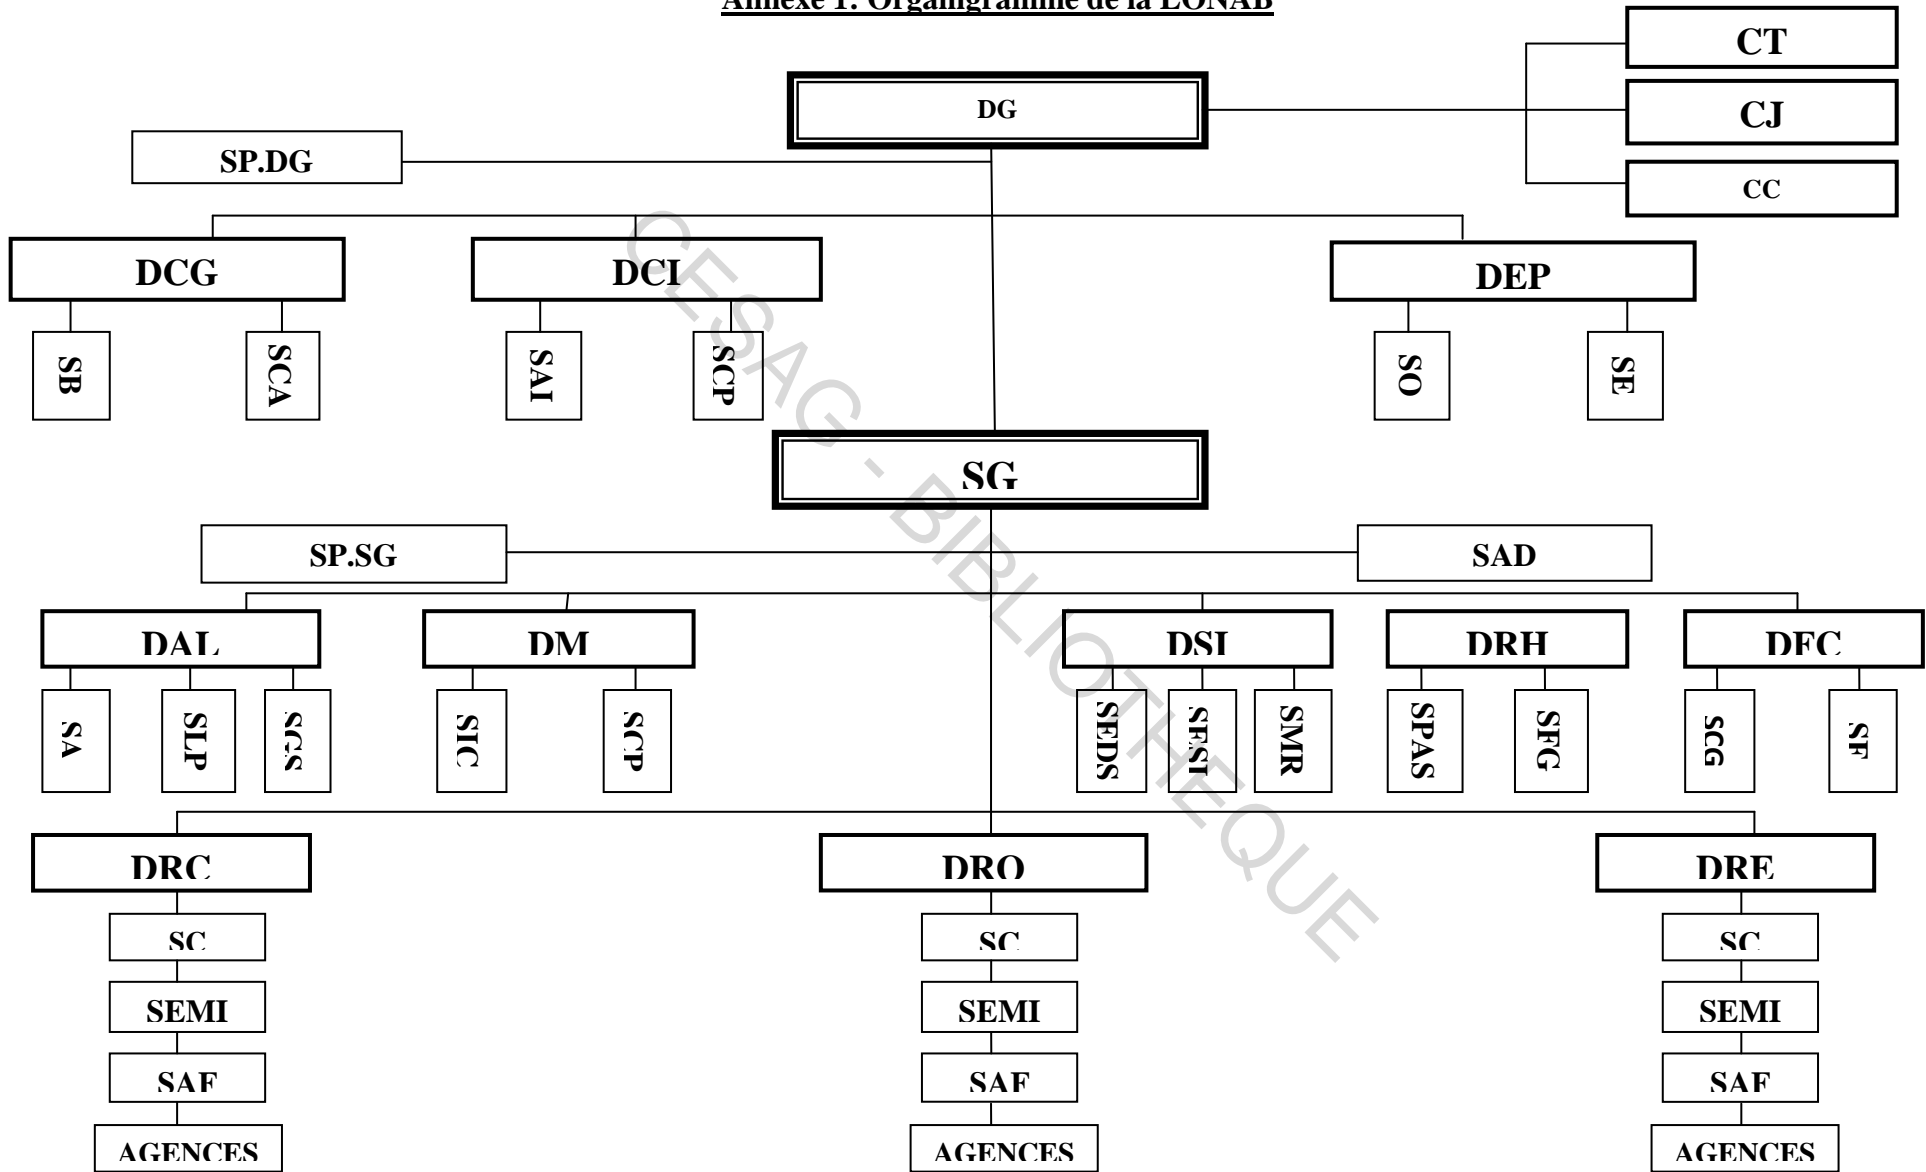 Annexe 1: Organigramme de la LONAB
CT
DG
CJ
SP.DG
CC
DCG
DCI
DEP
SB
SCA
SAI
SCP
SO
SE
SG
SP.SG
SAD
DAL
DM
DSI
DRH
DFC
SA
SLP
SGS
SIC
SCP
SEDS
SESI
SMR
SPAS
SFG
SCG
SF
DRC
DRO
DRE
SC
SC
SC
SEMI
SEMI
SEMI
SAF
SAF
SAF
AGENCES
AGENCES
AGENCES
CESAG - BIBLIOTHEQUE